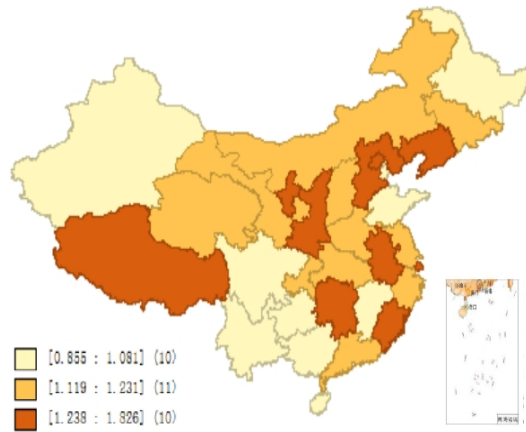 [0.855 : 1.081] (10)
[1.119 : 1.231] (11)
[1.238 : 1.826] (10)